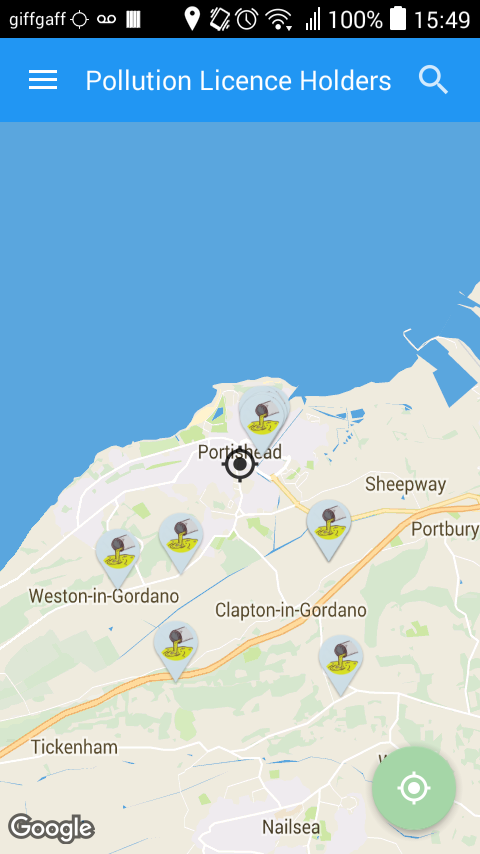 giffgaff 100% 15:49
Pollution Licence Holders
Portishead
Sheepway
Portbury
Weston-in-Gordano
Clapton-in-Gordano
Tickenham
Nailsea
Google